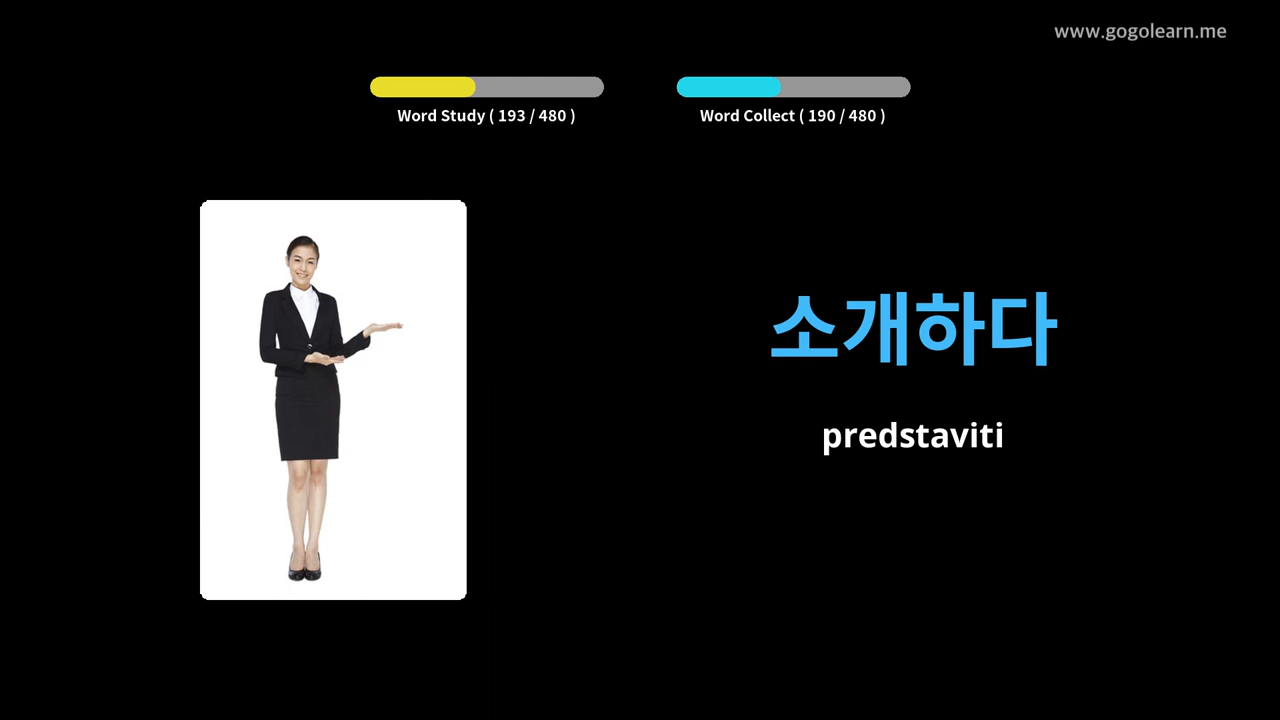 www.gogolearn.me
Word Study ( 193 / 480 )
Word Collect ( 190 / 480 )
소개하다
predstaviti